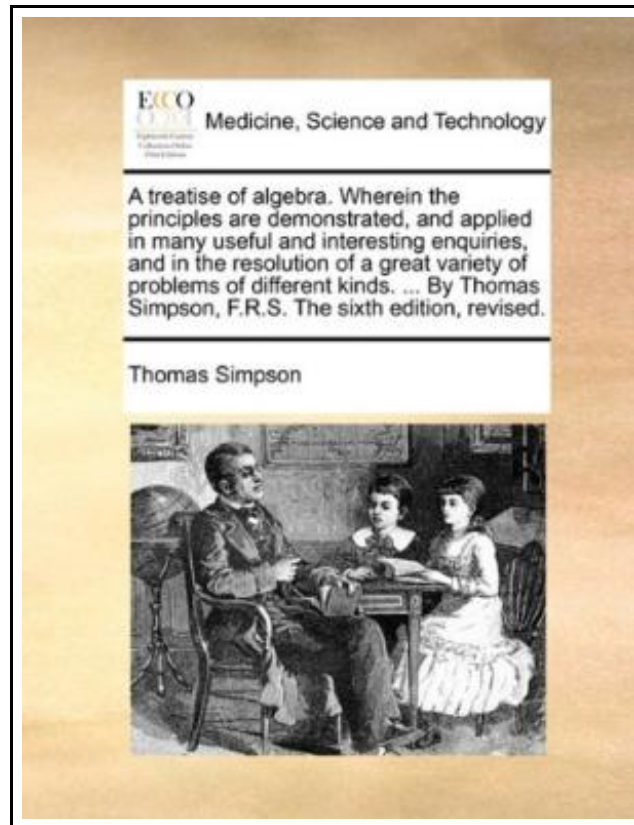 ECCO
Medicine, Science and Technology
A treatise of algebra. Wherein the
principles are demonstrated, and applied
in many useful and interesting enquiries,
and in the resolution of a great variety of
problems of different kinds. ... By Thomas
Simpson, F.R.S. The sixth edition, revised.
Thomas Simpson